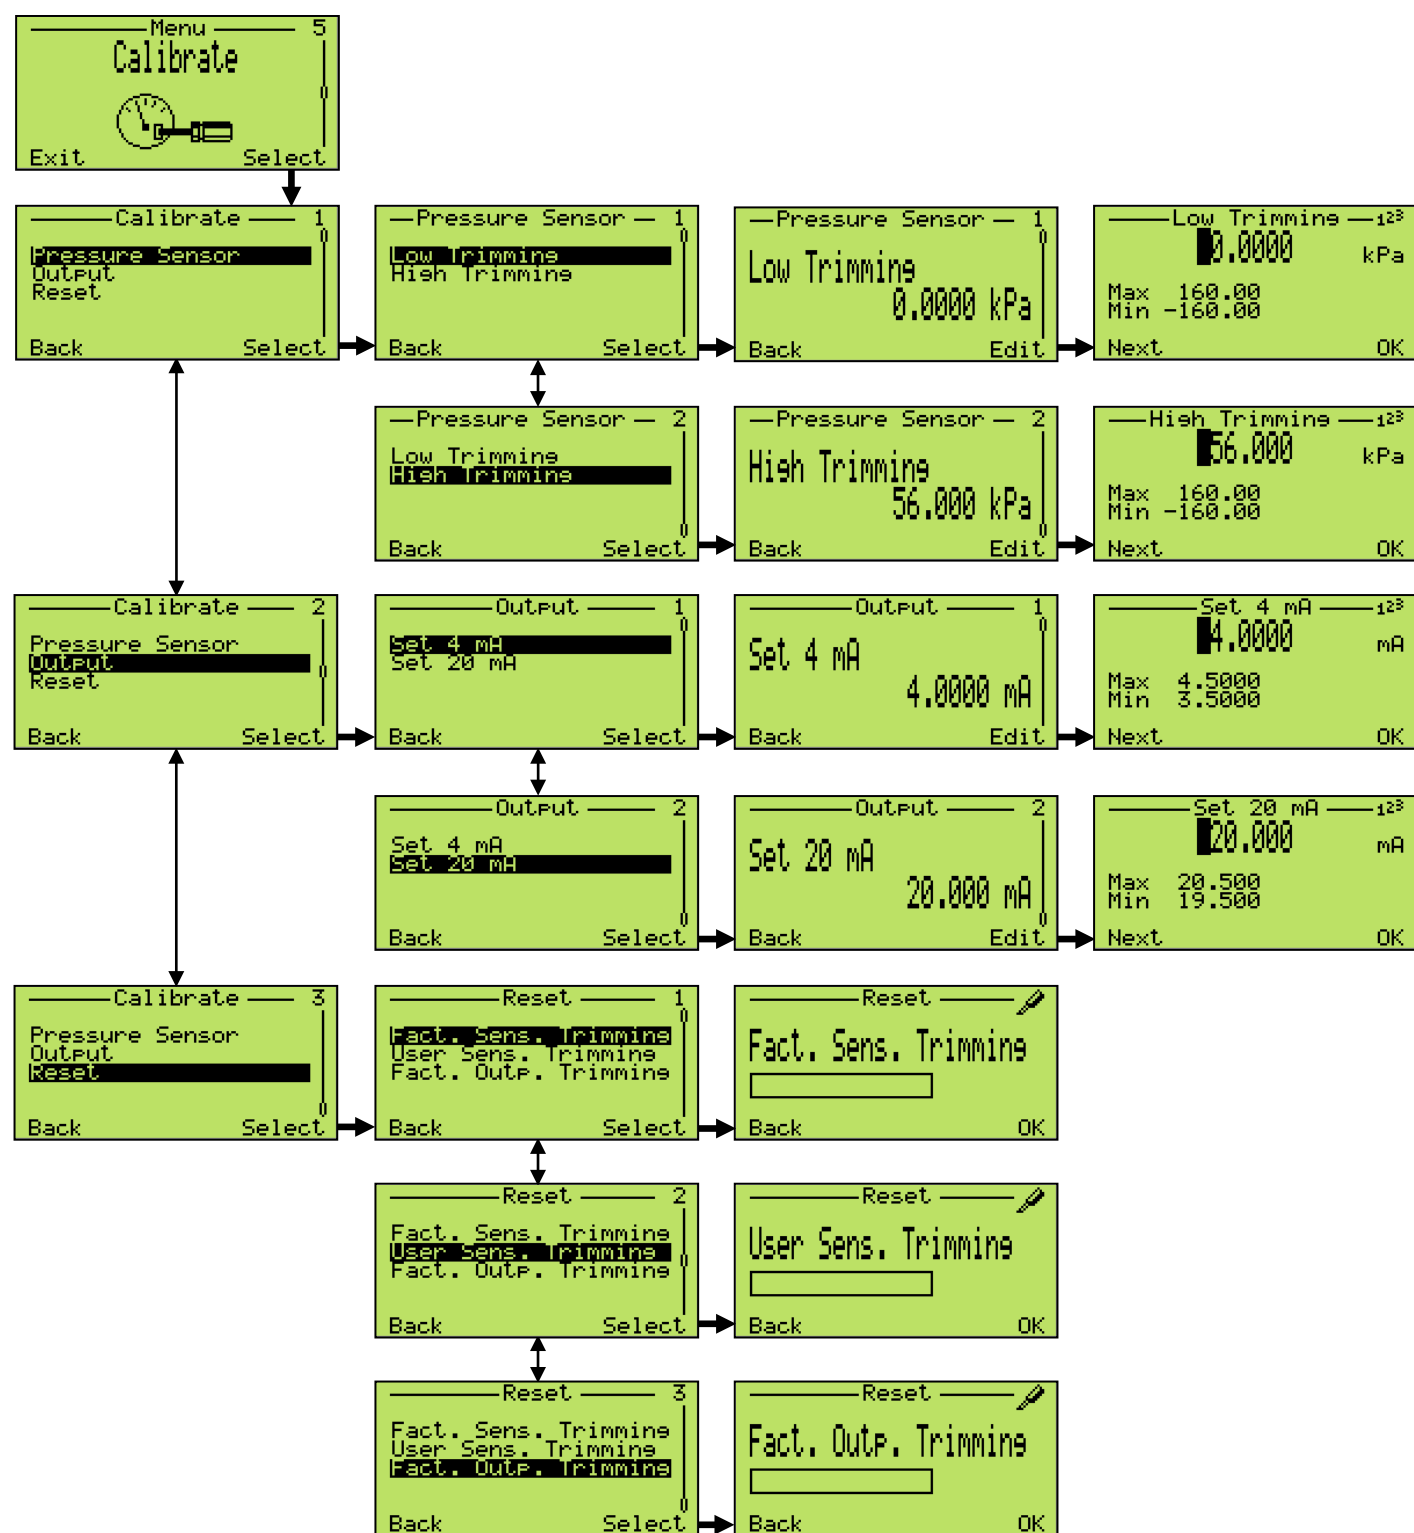 Menu 5
Calibrate
Exit Select
Calibrate 1
Pressure Sensor
Output
Reset
Back Select
Pressure Sensor 1
Low Trimming
High Trimming
Back Select
Pressure Sensor 1
Low Trimming
0.0000 kPa
Back Edit
Low Trimming 123
0.0000 kPa
Max 160.00
Min -160.00
Next OK
Pressure Sensor 2
Low Trimming
High Trimming
Back Select
Pressure Sensor 2
High Trimming
56.000 kPa
Back Edit
High Trimming 123
56.000 kPa
Max 160.00
Min -160.00
Next OK
Calibrate 2
Pressure Sensor
Output
Reset
Back Select
Output 1
Set 4 mA
Set 20 mA
Back Select
Output 1
Set 4 mA
4.0000 mA
Back Edit
Set 4 mA 123
4.0000 mA
Max 4.5000
Min 3.5000
Next OK
Output 2
Set 4 mA
Set 20 mA
Back Select
Output 2
Set 20 mA
20.000 mA
Back Edit
Set 20 mA 123
20.000 mA
Max 20.500
Min 19.500
Next OK
Calibrate 3
Pressure Sensor
Output
Reset
Back Select
Reset 1
Fact. Sens. Trimming
User Sens. Trimming
Fact. Outp. Trimming
Back Select
Reset
Fact. Sens. Trimming
Back OK
Reset 2
Fact. Sens. Trimming
User Sens. Trimming
Fact. Outp. Trimming
Back Select
Reset
User Sens. Trimming
Back OK
Reset 3
Fact. Sens. Trimming
User Sens. Trimming
Fact. Outp. Trimming
Back Select
Reset
Fact. Outp. Trimming
Back OK